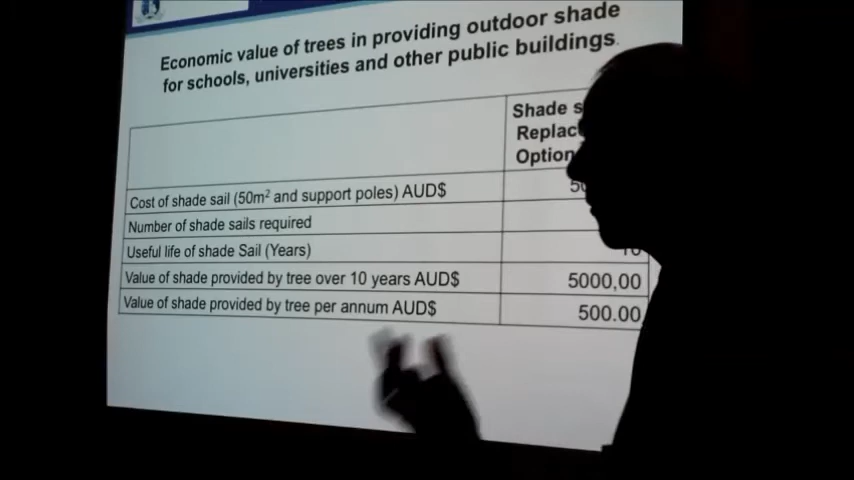 Economic value of trees in providing outdoor shade
for schools, universities and other public buildings.
Shade
Option
Cost of shade sail (50m² and support poles) AUD$
Number of shade sails required
Useful life of shade Sail (Years)
Value of shade provided by tree over 10 years AUD$ 5000,00
Value of shade provided by tree per annum AUD$ 500.00